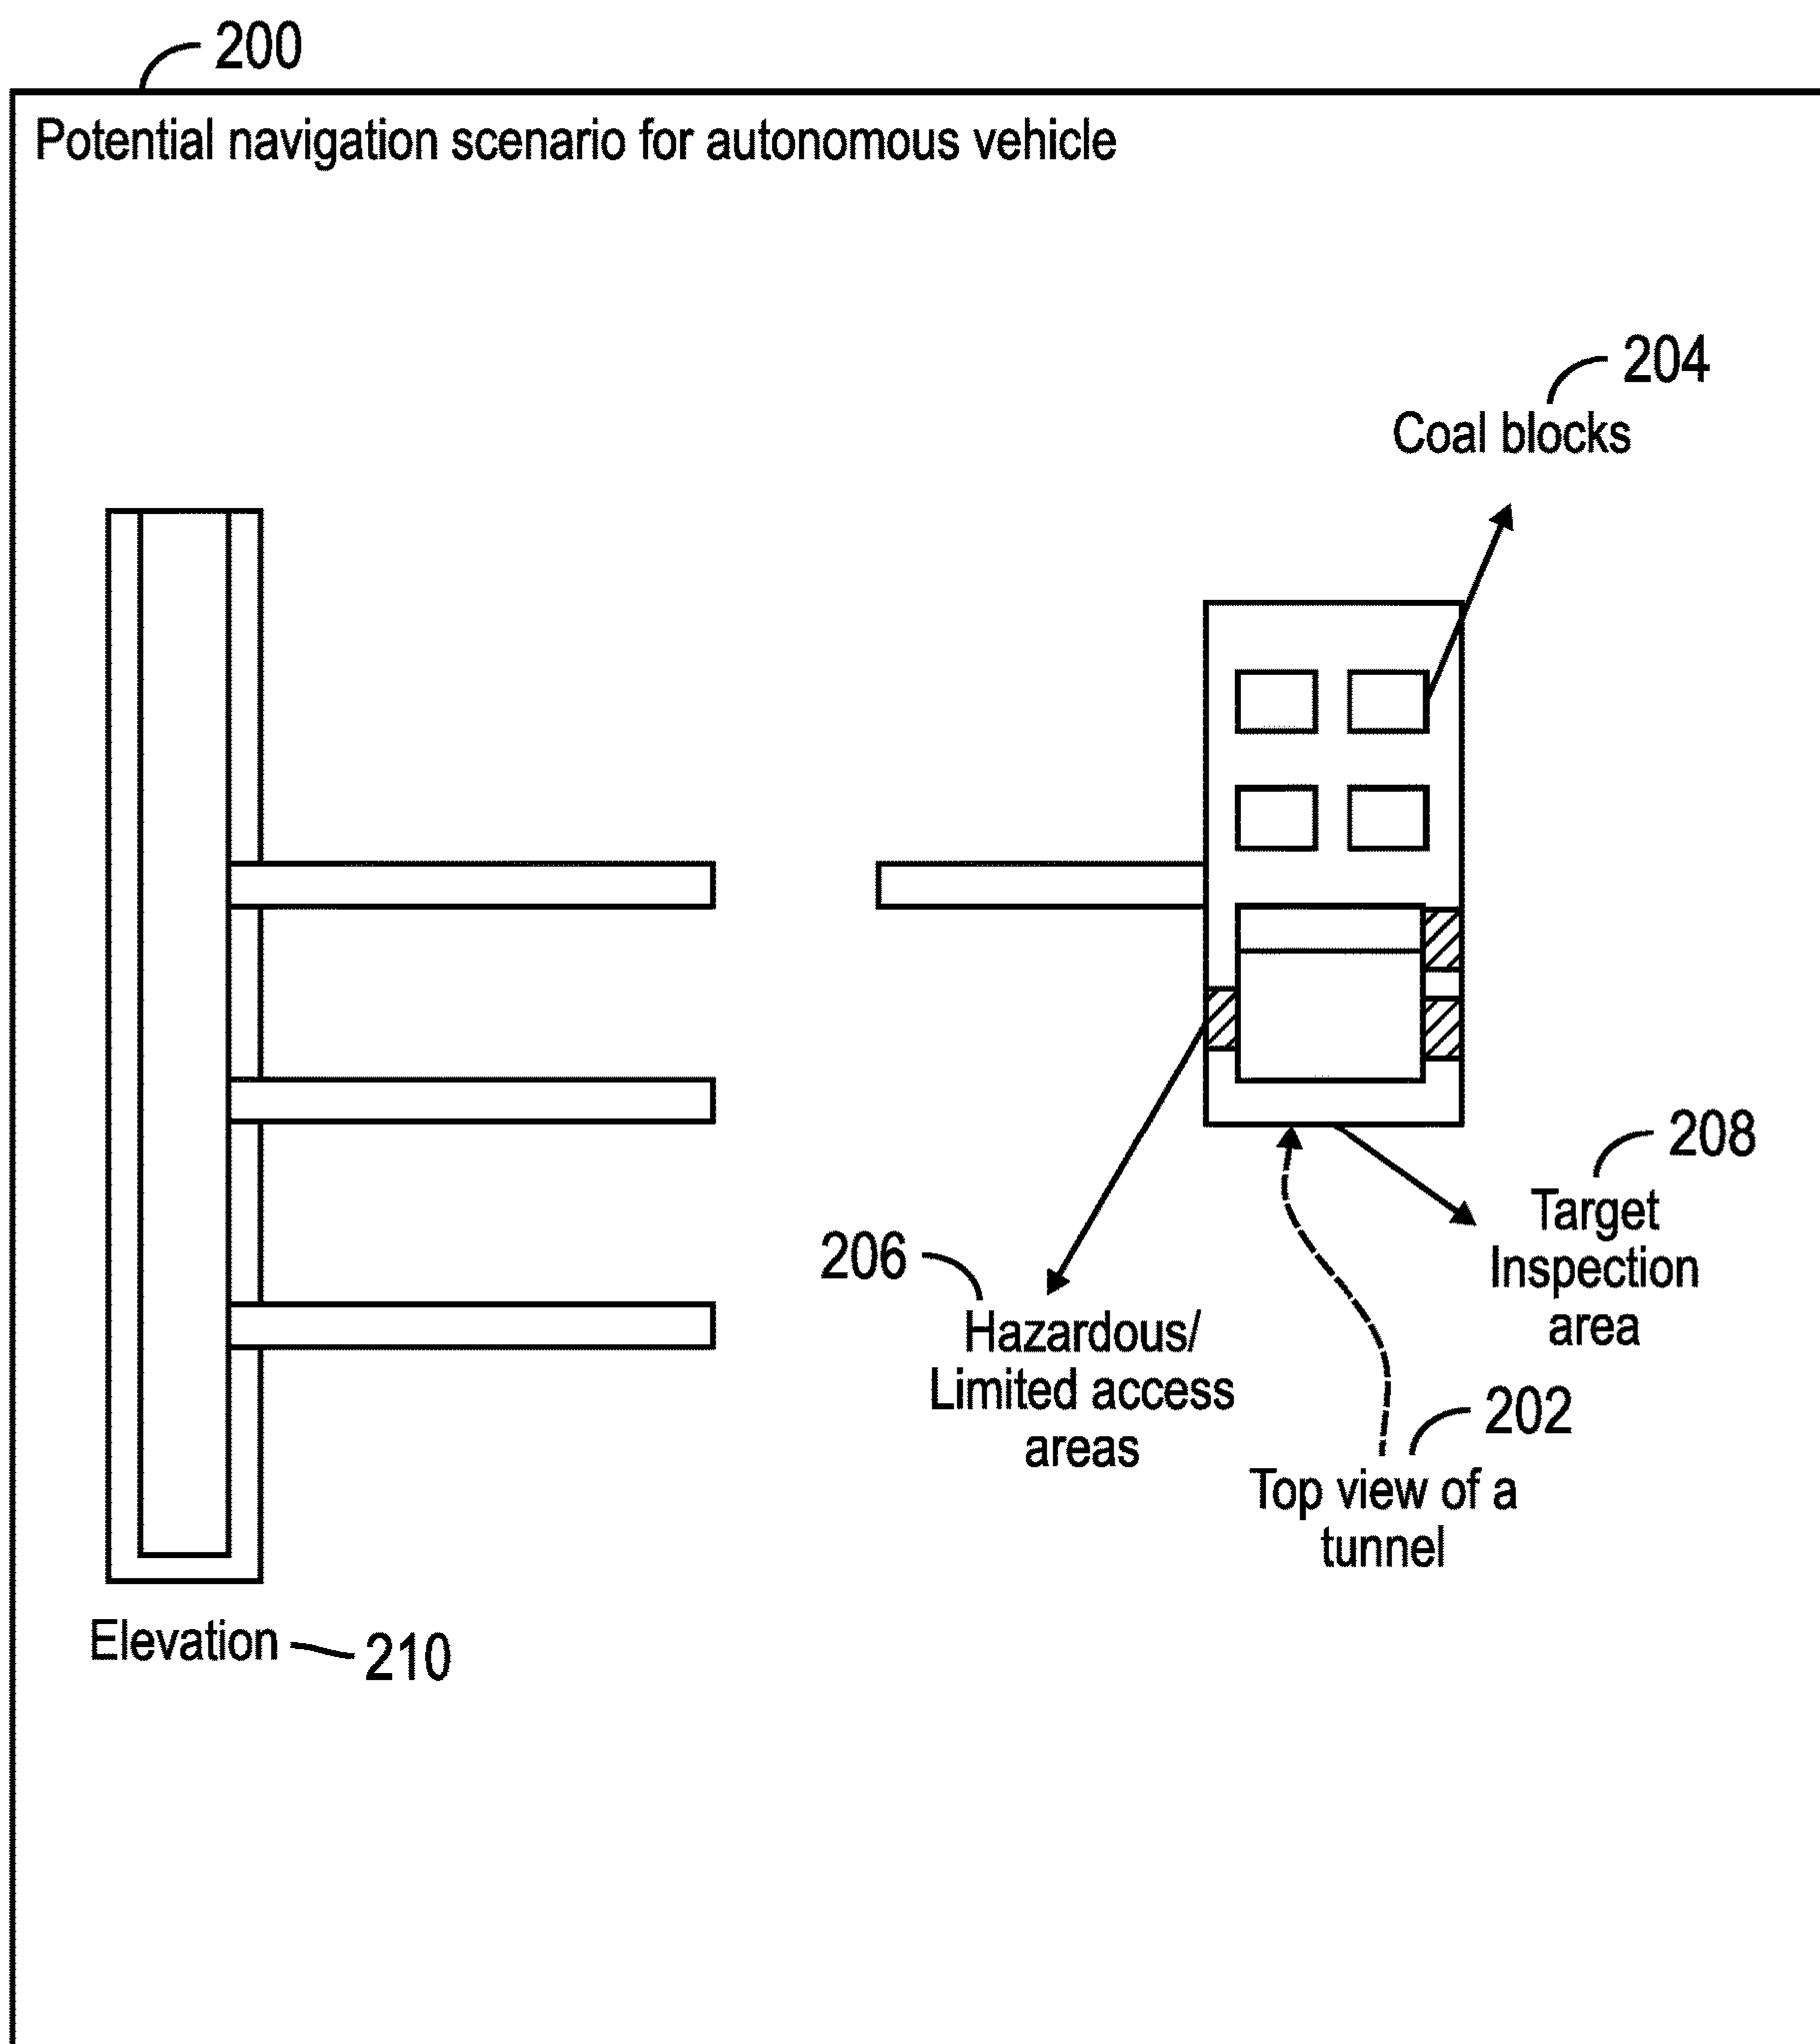 200
Potential navigation scenario for autonomous vehicle
204
Coal blocks
208
Target
Inspection
area
206
Hazardous/
Limited access
areas
202
Top view of a
tunnel
Elevation 210